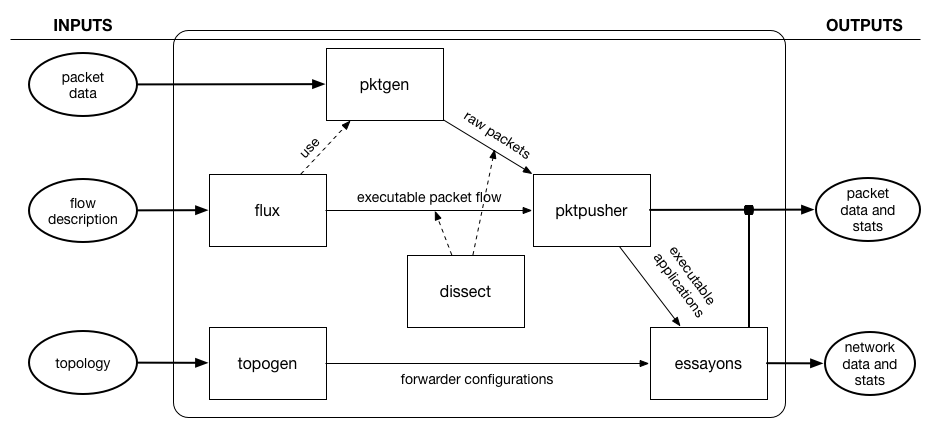 INPUTS
OUTPUTS
packet
data
pktgen
raw packets
use
flow
description
flux
executable packet flow
pktpusher
packet
data and
stats
dissect
executable
applications
topology
topogen
forwarder configurations
essayons
network
data and
stats